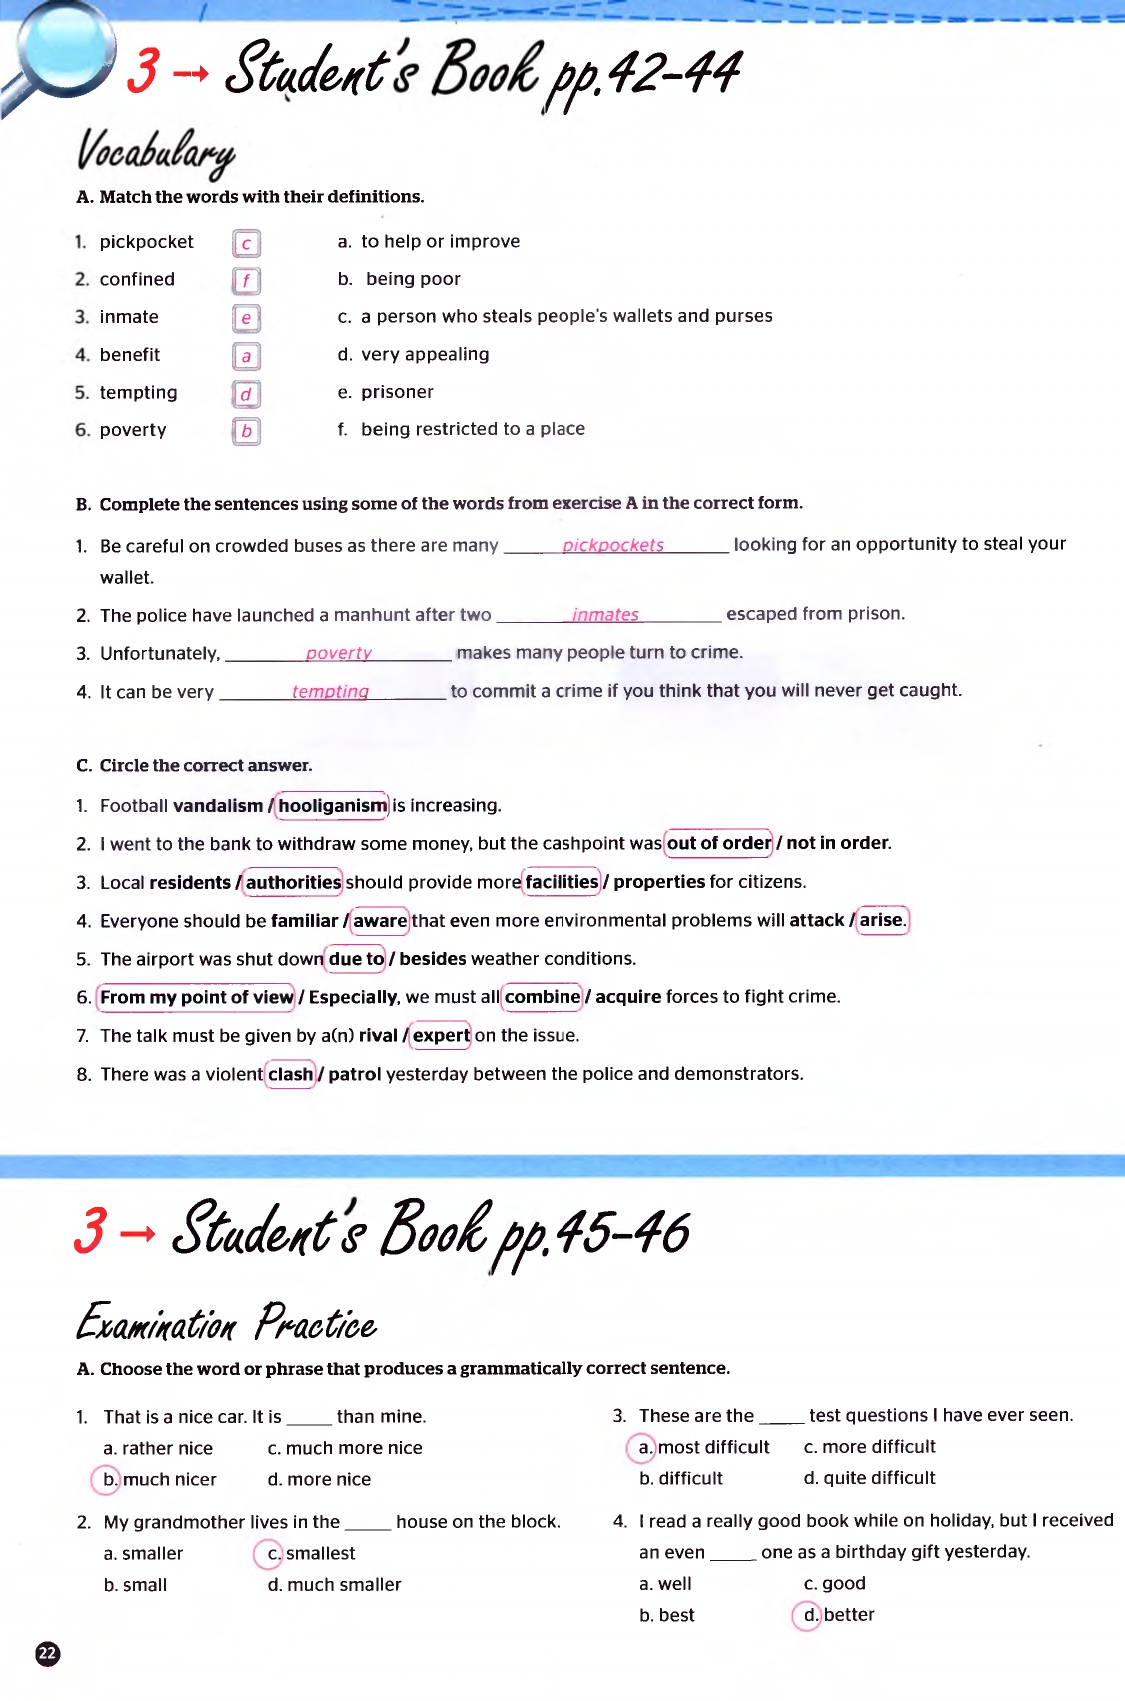 3 → Student's Book pp.42-44
Vocabulary
A. Match the words with their definitions.
1. pickpocket c a. to help or improve
2. confined f b. being poor
3. inmate e c. a person who steals people's wallets and purses
4. benefit a d. very appealing
5. tempting d e. prisoner
6. poverty b f. being restricted to a place
B. Complete the sentences using some of the words from exercise A in the correct form.
1. Be careful on crowded buses as there are many pickpockets looking for an opportunity to steal your
wallet.
2. The police have launched a manhunt after two inmates escaped from prison.
3. Unfortunately, poverty makes many people turn to crime.
4. It can be very tempting to commit a crime if you think that you will never get caught.
C. Circle the correct answer.
1. Football vandalism / hooliganism is increasing.
2. I went to the bank to withdraw some money, but the cashpoint was out of order / not in order.
3. Local residents / authorities should provide more facilities / properties for citizens.
4. Everyone should be familiar / aware that even more environmental problems will attack / arise.
5. The airport was shut down due to / besides weather conditions.
6. From my point of view / Especially, we must all combine / acquire forces to fight crime.
7. The talk must be given by a(n) rival / expert on the issue.
8. There was a violent clash / patrol yesterday between the police and demonstrators.
3 → Student's Book pp.45-46
Examination Practice
A. Choose the word or phrase that produces a grammatically correct sentence.
1. That is a nice car. It is _____ than mine.
a. rather nice c. much more nice
b. much nicer d. more nice
2. My grandmother lives in the _____ house on the block.
a. smaller c. smallest
b. small d. much smaller
3. These are the _____ test questions I have ever seen.
a. most difficult c. more difficult
b. difficult d. quite difficult
4. I read a really good book while on holiday, but I received
an even _____ one as a birthday gift yesterday.
a. well c. good
b. best d. better
22